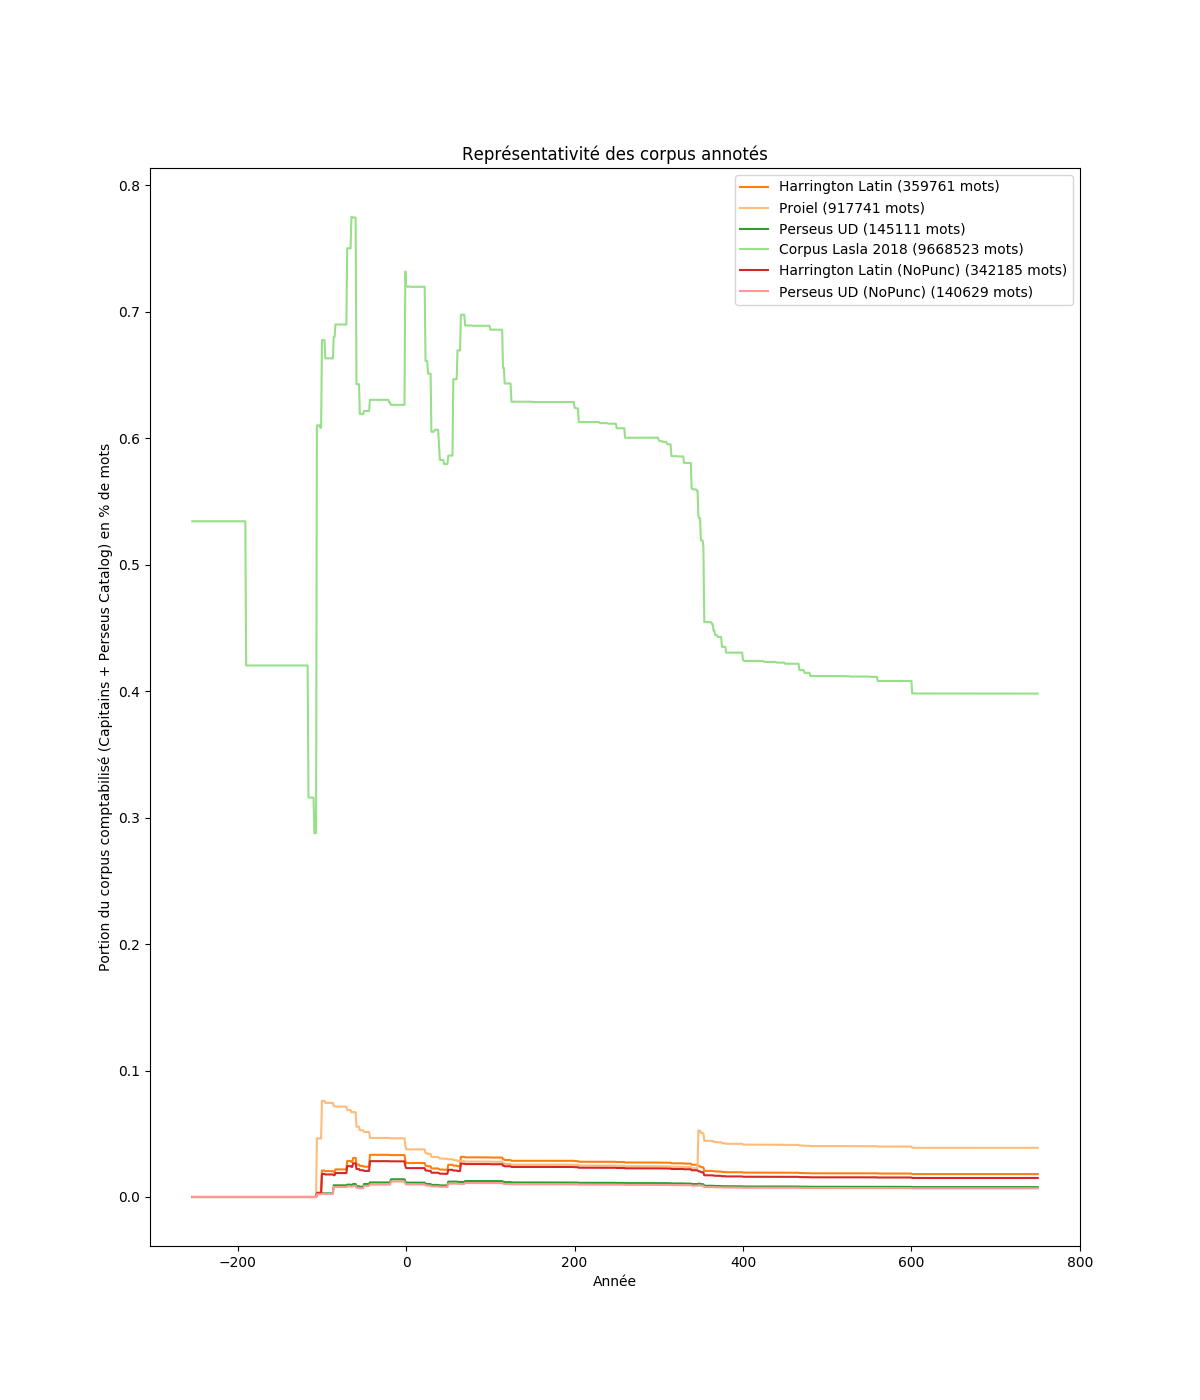 Représentativité des corpus annotés
Harrington Latin (359761 mots)
Proiel (917741 mots)
Perseus UD (145111 mots)
Corpus Lasla 2018 (9668523 mots)
Harrington Latin (NoPunc) (342185 mots)
Perseus UD (NoPunc) (140629 mots)
Portion du corpus comptabilisé (Capitains + Perseus Catalog) en % de mots
0.8
0.7
0.6
0.5
0.4
0.3
0.2
0.1
0.0
−200
0
200
400
600
800
Année